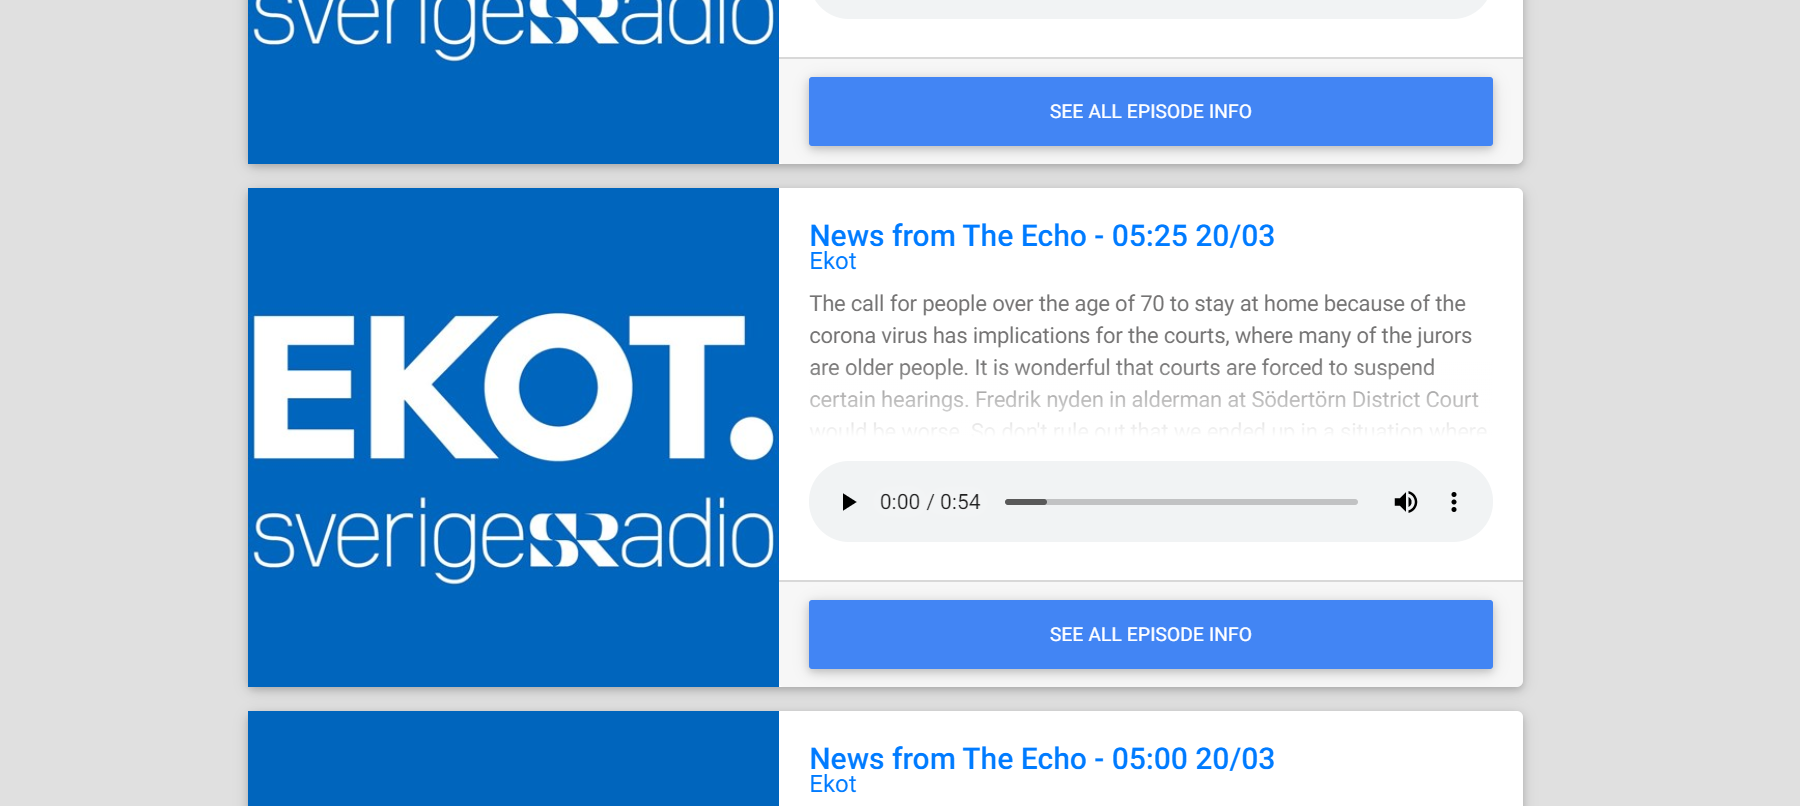 sverigesSRadio
SEE ALL EPISODE INFO
EKOT.
sverigesSRadio
News from The Echo - 05:25 20/03
Ekot
The call for people over the age of 70 to stay at home because of the
corona virus has implications for the courts, where many of the jurors
are older people. It is wonderful that courts are forced to suspend
certain hearings. Fredrik nyden in alderman at Södertörn District Court
would be worse. So don't rule out that we ended up in a situation where
0:00 / 0:54
SEE ALL EPISODE INFO
News from The Echo - 05:00 20/03
Ekot